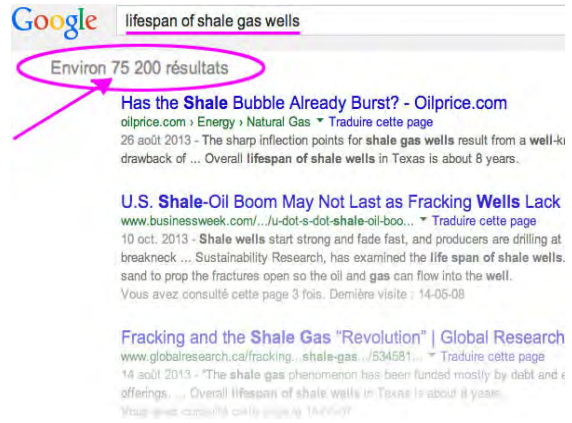 Google
lifespan of shale gas wells
Environ 75 200 résultats
Has the Shale Bubble Already Burst? - Oilprice.com
oilprice.com › Energy › Natural Gas ▼ Traduire cette page
26 août 2013 - The sharp inflection points for shale gas wells result from a well-k
drawback of ... Overall lifespan of shale wells in Texas is about 8 years.
U.S. Shale-Oil Boom May Not Last as Fracking Wells Lack
www.businessweek.com/.../u-dot-s-dot-shale-oil-boo... ▼ Traduire cette page
10 oct. 2013 - Shale wells start strong and fade fast, and producers are drilling at
breakneck ... Sustainability Research, has examined the life span of shale wells.
sand to prop the fractures open so the oil and gas can flow into the well.
Vous avez consulté cette page 3 fois. Dernière visite : 14-05-08
Fracking and the Shale Gas "Revolution" | Global Research
www.globalresearch.ca/fracking...shale-gas.../534581... ▼ Traduire cette page
14 août 2013 - "The shale gas phenomenon has been funded mostly by debt and e
offerings. ... Overall lifespan of shale wells in Texas is about 8 years.
Vous avez consulté cette page le